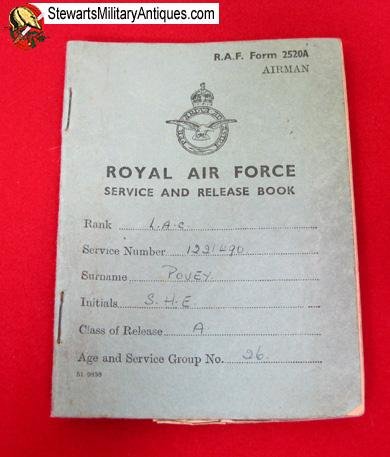 StewartsMilitaryAntiques.com
R.A.F. Form 2520A
AIRMAN
ROYAL AIR FORCE
SERVICE AND RELEASE BOOK
Rank L.A.C
Service Number 1231490
Surname POVEY.
Initials S.H.E
Class of Release A
Age and Service Group No. 26.